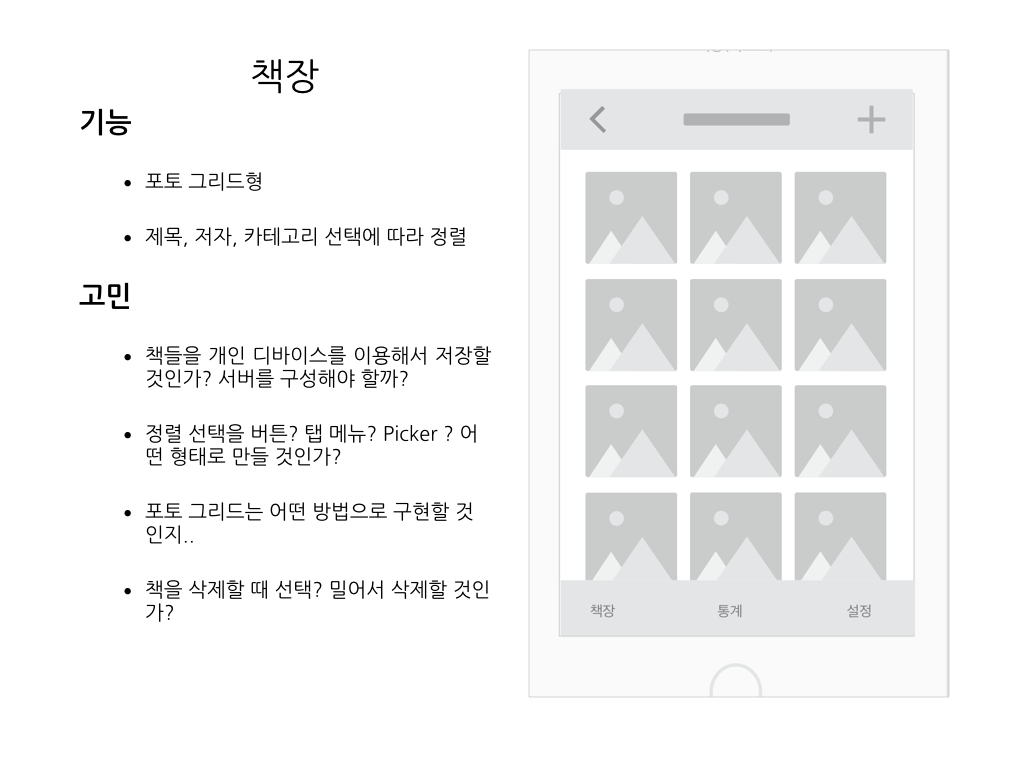 책장
기능
• 포토 그리드형
• 제목, 저자, 카테고리 선택에 따라 정렬
고민
• 책들을 개인 디바이스를 이용해서 저장할
것인가? 서버를 구성해야 할까?
• 정렬 선택을 버튼? 탭 메뉴? Picker ? 어
떤 형태로 만들 것인가?
• 포토 그리드는 어떤 방법으로 구현할 것
인지..
• 책을 삭제할 때 선택? 밀어서 삭제할 것인
가?
책장 통계 설정